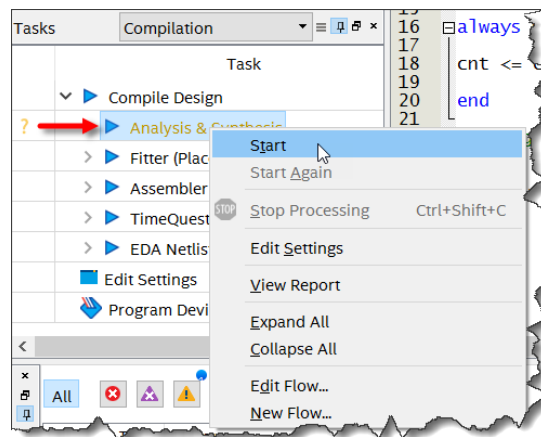 Tasks Compilation
Task
Compile Design
? Analysis & Synthesis
Fitter (Plac
Assembler
TimeQuest
EDA Netlis
Edit Settings
Program Devi
All
16 always
17
18 cnt <=
19
20 end
21
Start
Start Again
STOP Stop Processing Ctrl+Shift+C
Edit Settings
View Report
Expand All
Collapse All
Edit Flow...
New Flow...